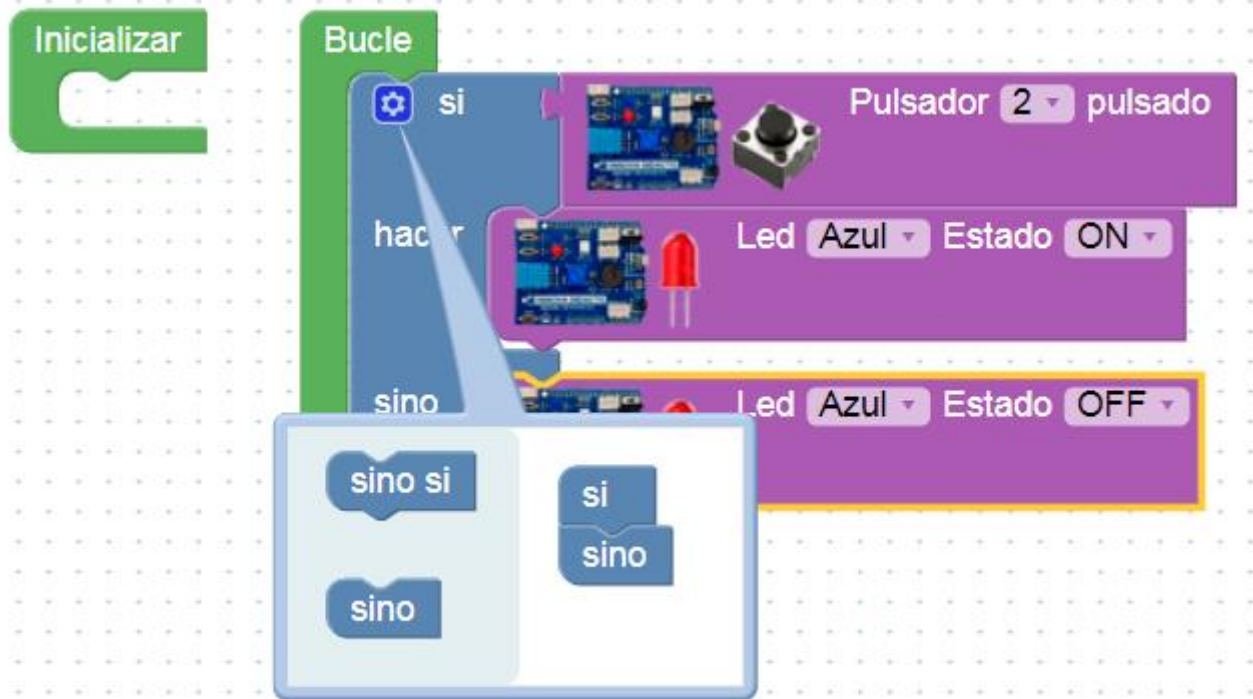 Inicializar
Bucle
si
Pulsador 2 pulsado
hacer
Led Azul Estado ON
sino
Led Azul Estado OFF
sino si
sino
si
sino